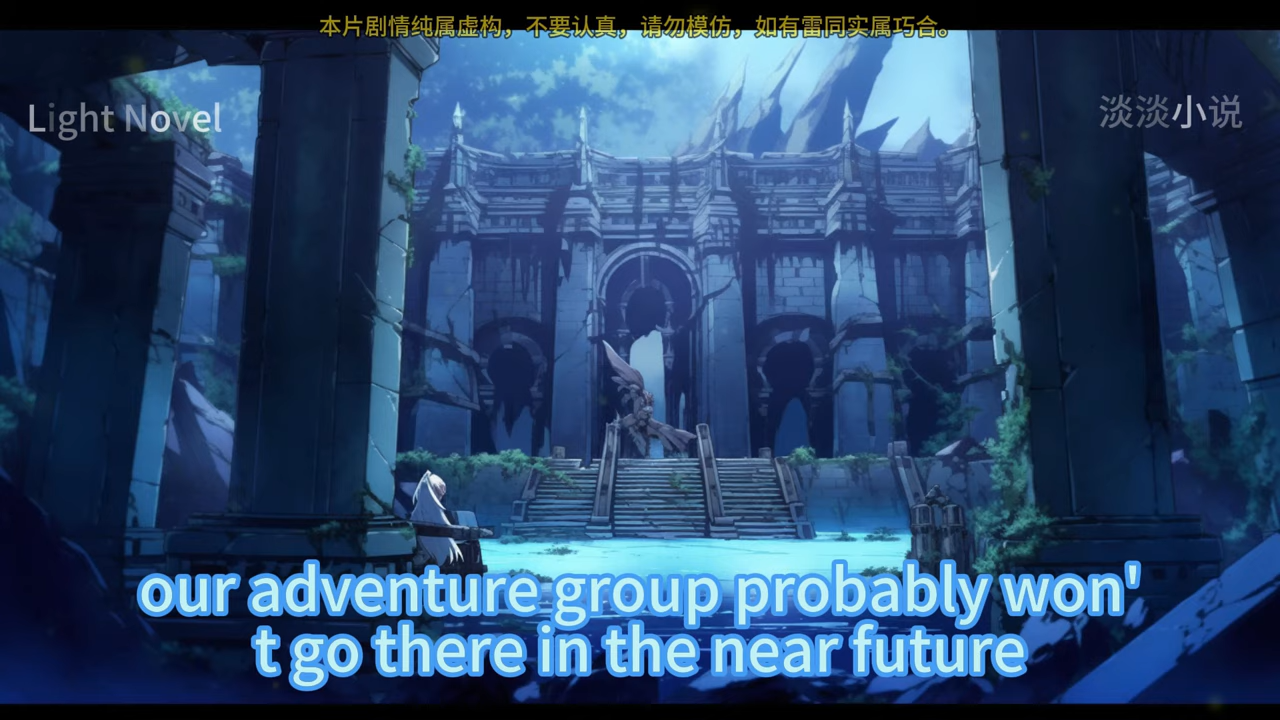 本片剧情纯属虚构，不要认真，请勿模仿，如有雷同实属巧合。
Light Novel
淡淡小说
our adventure group probably won'
t go there in the near future